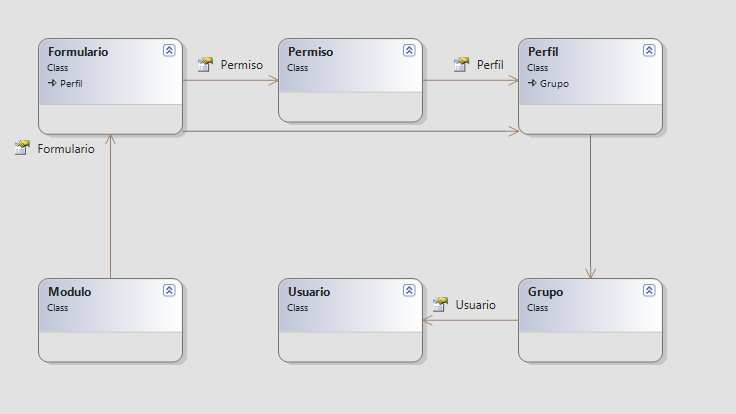 Formulario
Class
Perfil
Permiso
Permiso
Class
Perfil
Perfil
Class
Grupo
Formulario
Modulo
Class
Usuario
Class
Usuario
Grupo
Class